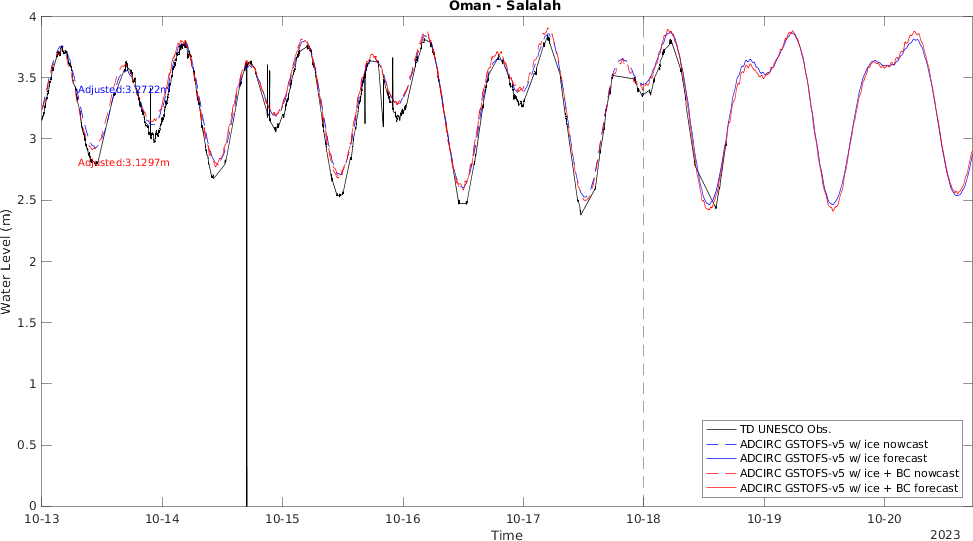 Oman - Salalah
4
3.5
3
2.5
2
1.5
1
0.5
0
Water Level (m)
Adjusted:3.2722m
Adjusted:3.1297m
TD UNESCO Obs.
ADCIRC GSTOFS-v5 w/ ice nowcast
ADCIRC GSTOFS-v5 w/ ice forecast
ADCIRC GSTOFS-v5 w/ ice + BC nowcast
ADCIRC GSTOFS-v5 w/ ice + BC forecast
10-13 10-14 10-15 10-16 10-17 10-18 10-19 10-20
Time
2023